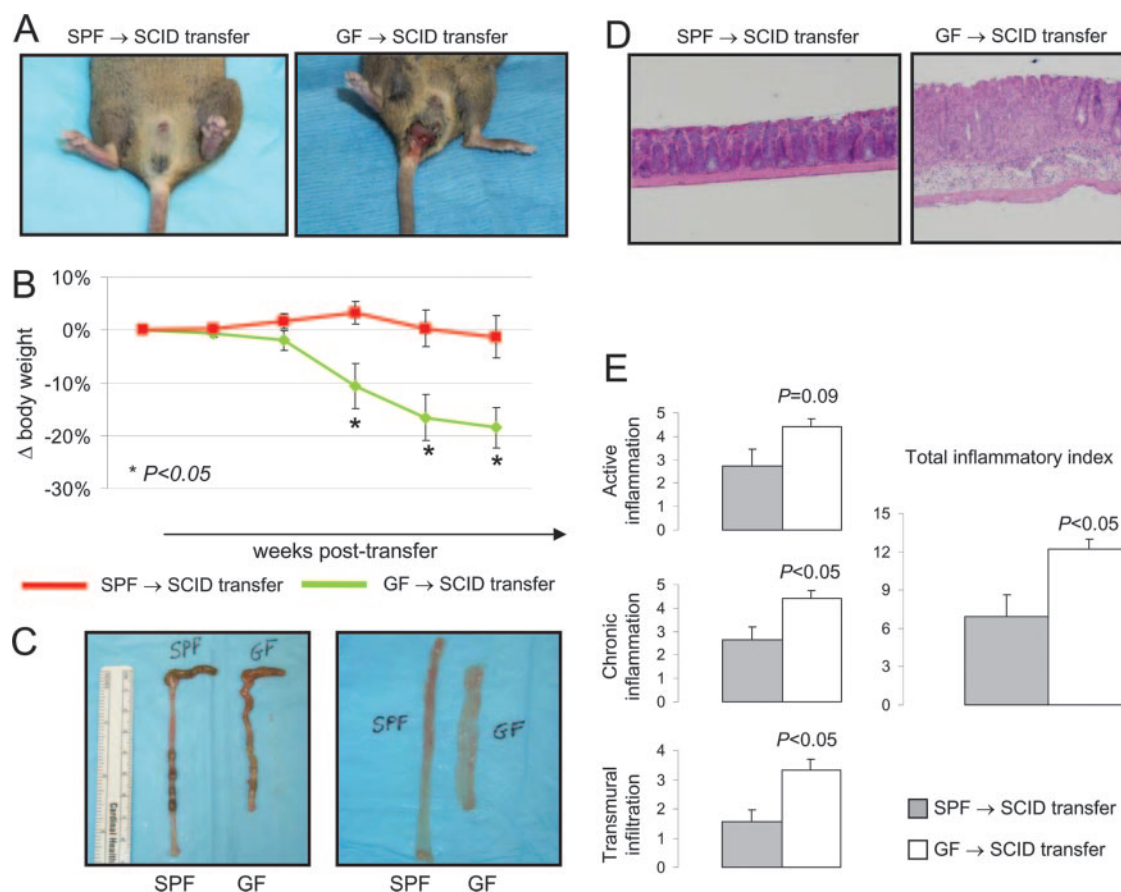 A
SPF → SCID transfer
GF → SCID transfer
B
10%
0%
-10%
-20%
-30%
Δ body weight
*
*
*
* P<0.05
weeks post-transfer
SPF → SCID transfer
GF → SCID transfer
C
SPF
GF
Cardinal Health
SPF
GF
SPF
GF
SPF
GF
D
SPF → SCID transfer
GF → SCID transfer
E
Active
inflammation
5
4
3
2
1
0
P=0.09
Chronic
inflammation
5
4
3
2
1
0
P<0.05
Transmural
infiltration
4
3
2
1
0
P<0.05
Total inflammatory index
15
12
9
6
3
0
P<0.05
SPF → SCID transfer
GF → SCID transfer